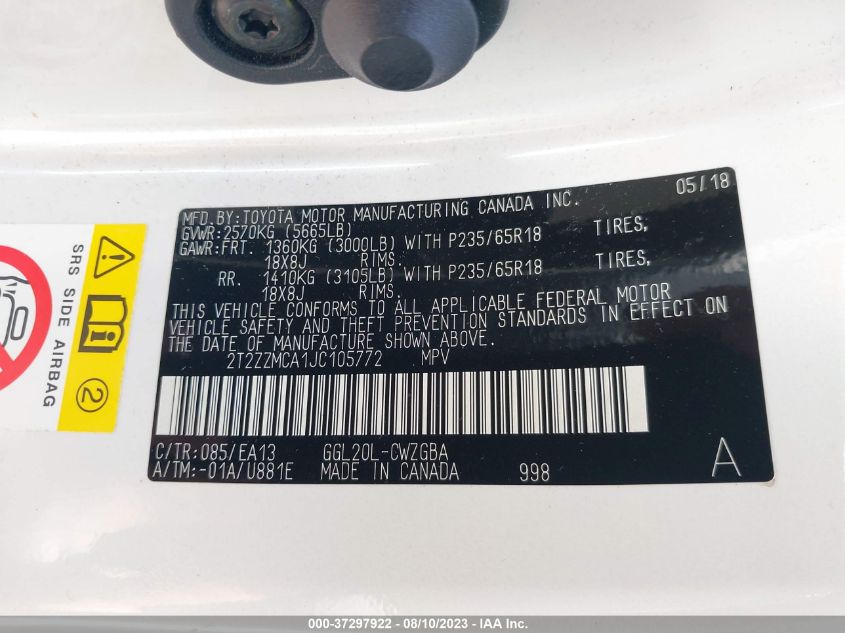 05/18
MFD.BY:TOYOTA MOTOR MANUFACTURING CANADA INC.
GVWR:2570KG (5665LB)
GAWR:FRT. 1360KG (3000LB) WITH P235/65R18 TIRES,
18X8J RIMS.
RR. 1410KG (3105LB) WITH P235/65R18 TIRES,
18X8J RIMS.
THIS VEHICLE CONFORMS TO ALL APPLICABLE FEDERAL MOTOR
VEHICLE SAFETY AND THEFT PREVENTION STANDARDS IN EFFECT ON
THE DATE OF MANUFACTURE SHOWN ABOVE.
2T2ZZMCA1JC105772 MPV
C/TR:085/EA13 GGL20L-CWZGBA
A/TM:-01A/U881E MADE IN CANADA 998 A
SRS SIDE AIRBAG
2
000-37297922 - 08/10/2023 - IAA Inc.